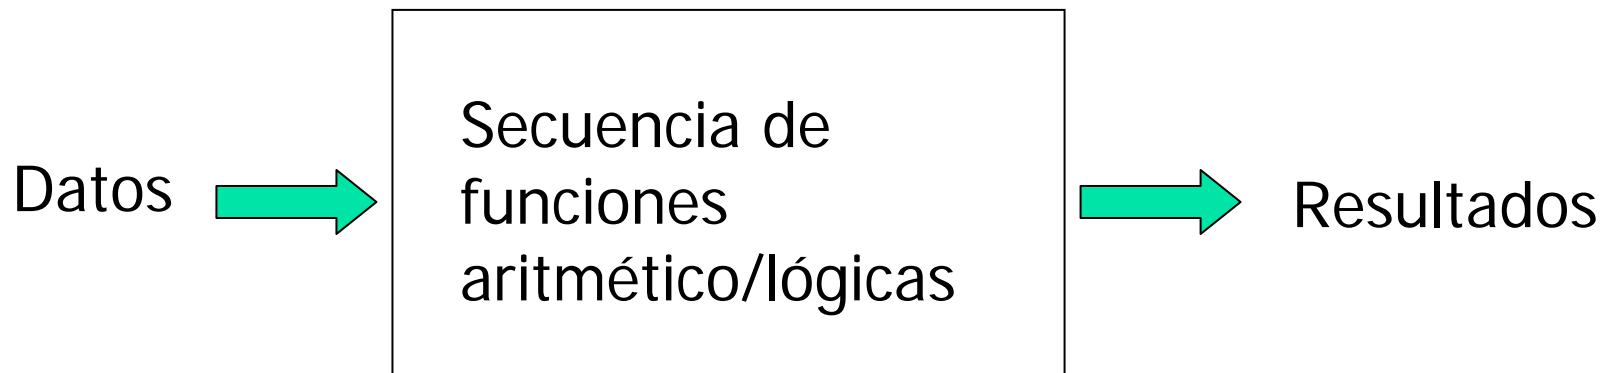 Datos
Secuencia de
funciones
aritmético/lógicas
Resultados